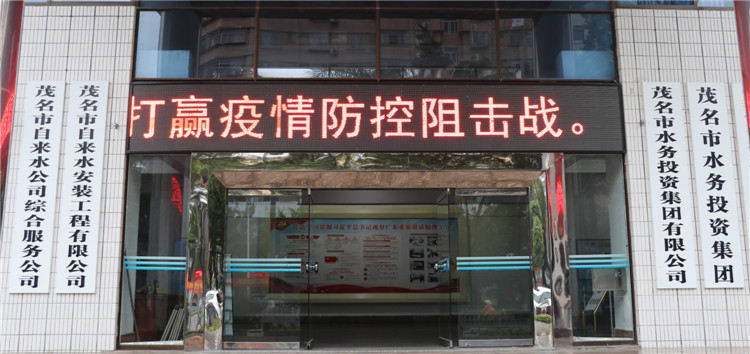 打赢疫情防控阻击战。
茂名市自来水公司综合服务公司
茂名市自来水安装工程有限公司
茂名市水务投资集团有限公司
茂名市水务投资集团